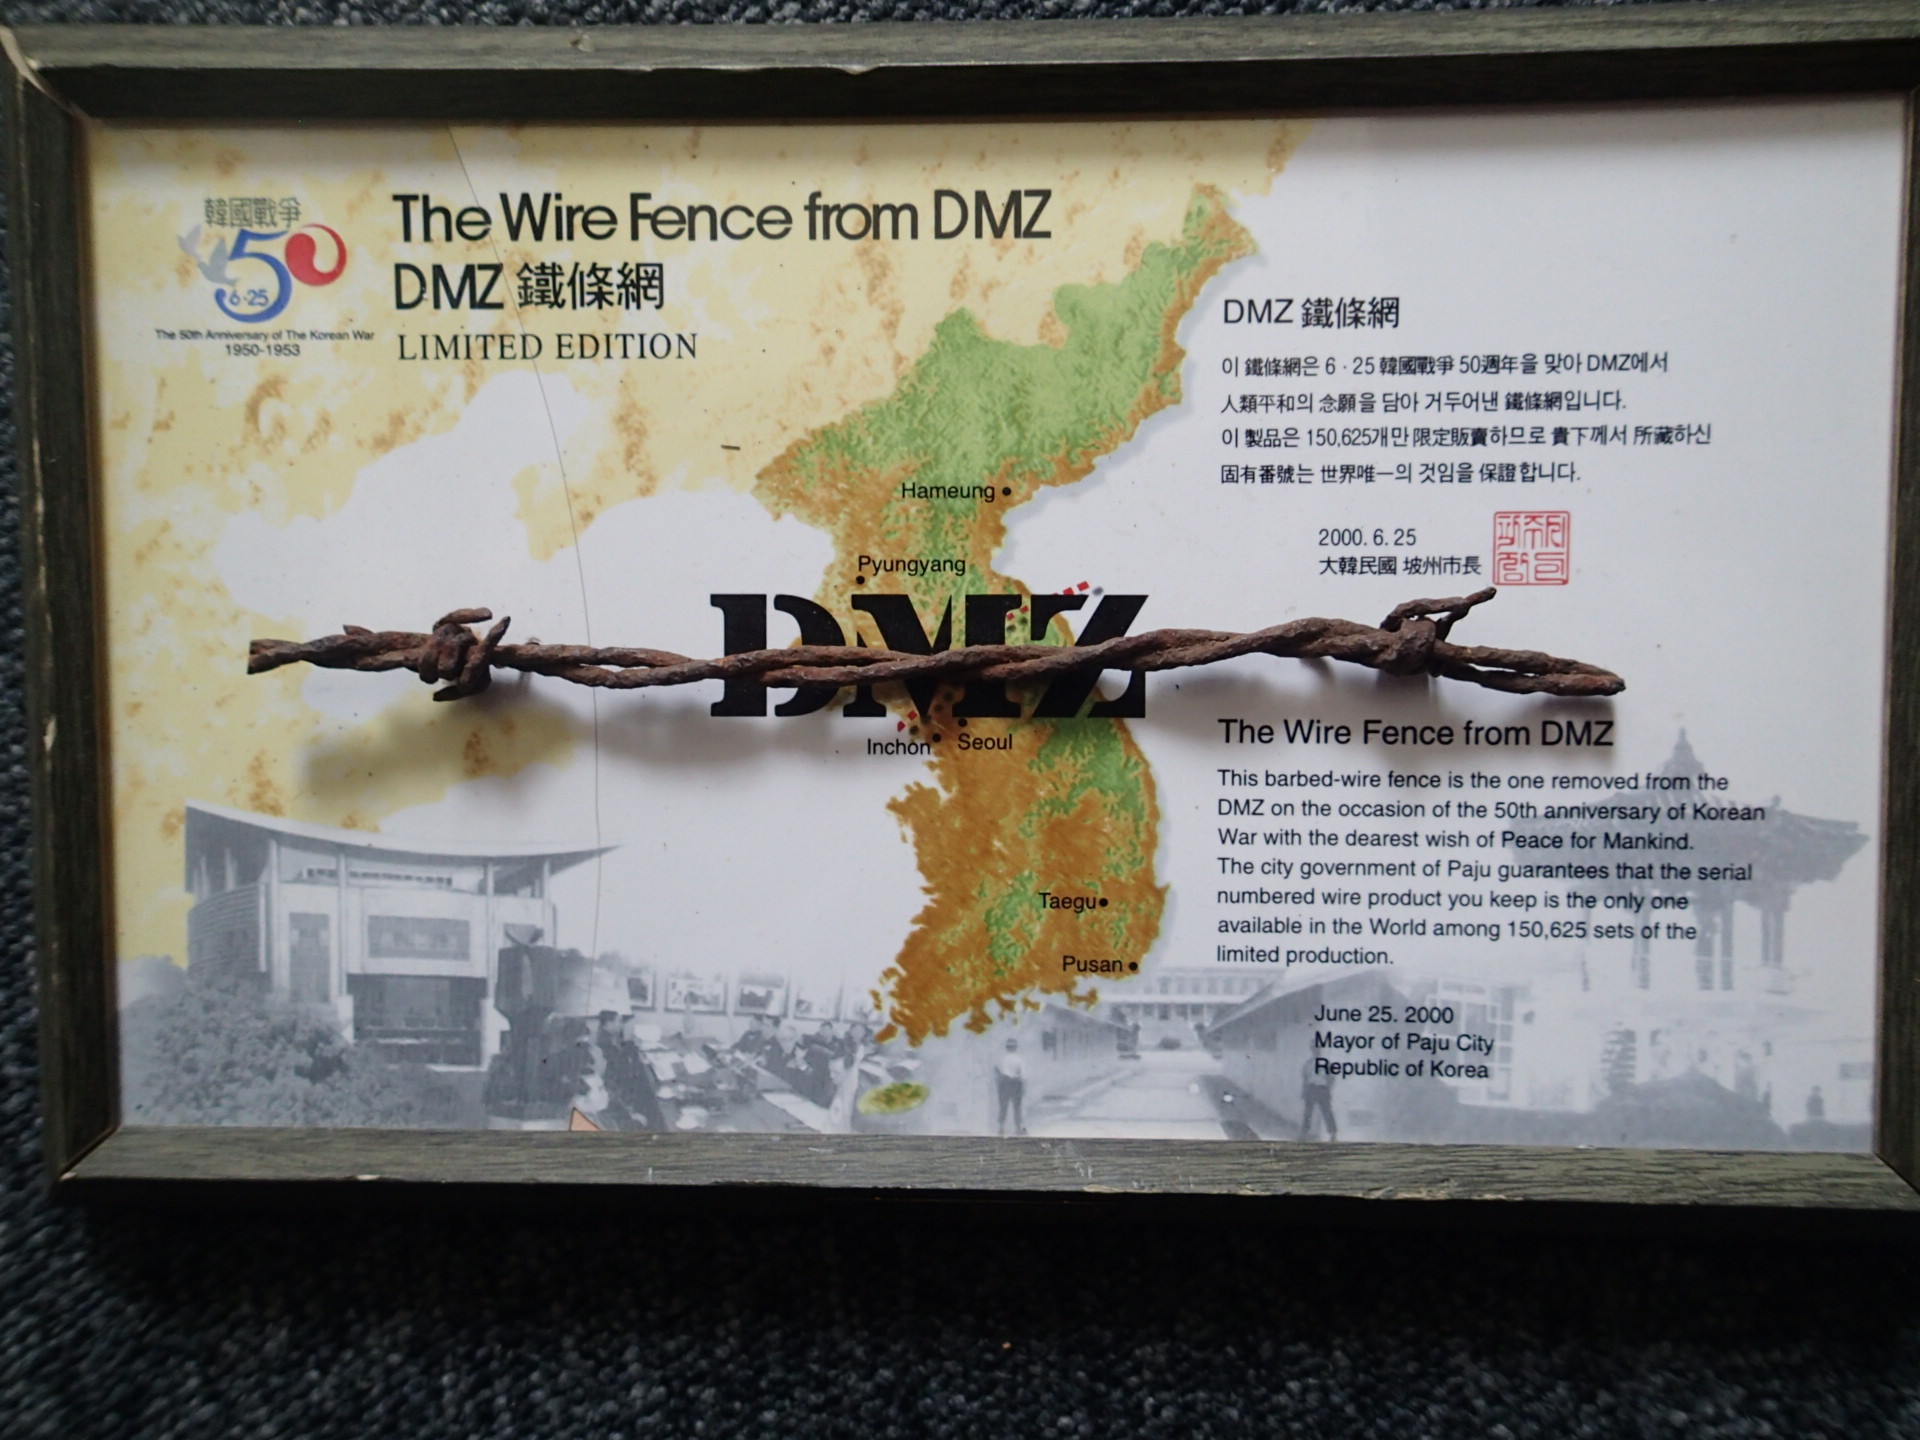 韓國戰爭
50
6·25
The 50th Anniversary of The Korean War
1950-1953
The Wire Fence from DMZ
DMZ 鐵條網
LIMITED EDITION
Hameung
Pyungyang
DMZ
Inchon
Seoul
Taegu
Pusan
DMZ 鐵條網
이 鐵條網은 6·25 韓國戰爭 50週年을 맞아 DMZ에서
人類平和의 念願을 담아 거두어낸 鐵條網입니다.
이 製品은 150,625개만 限定販賣하므로 貴下께서 所藏하신
固有番號는 世界唯一의 것임을 保證합니다.
2000. 6. 25
大韓民國 坡州市長
The Wire Fence from DMZ
This barbed-wire fence is the one removed from the
DMZ on the occasion of the 50th anniversary of Korean
War with the dearest wish of Peace for Mankind.
The city government of Paju guarantees that the serial
numbered wire product you keep is the only one
available in the World among 150,625 sets of the
limited production.
June 25. 2000
Mayor of Paju City
Republic of Korea